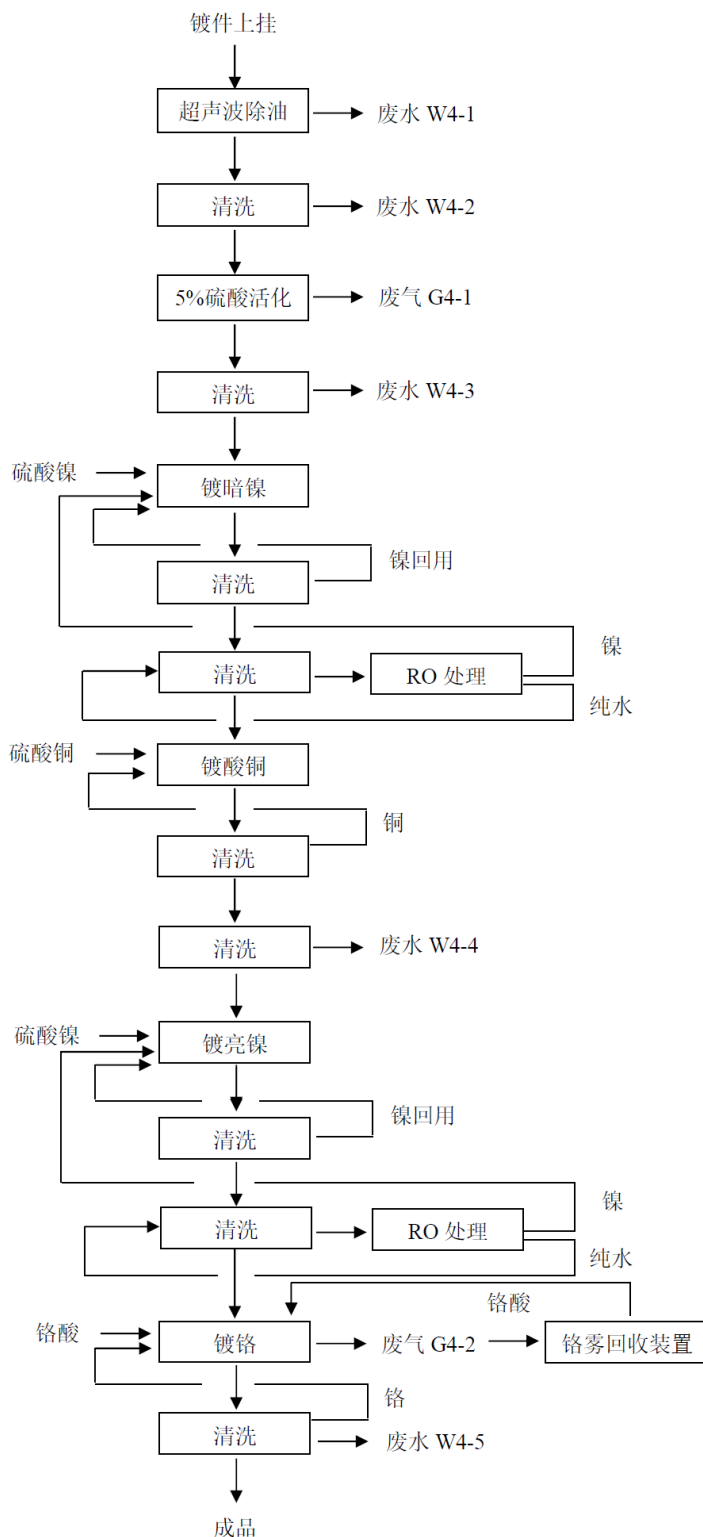 镀件上挂
超声波除油
废水 W4-1
清洗
废水 W4-2
5%硫酸活化
废气 G4-1
清洗
废水 W4-3
硫酸镍
镀暗镍
镍回用
清洗
镍
清洗
RO 处理
纯水
硫酸铜
镀酸铜
铜
清洗
清洗
废水 W4-4
硫酸镍
镀亮镍
镍回用
清洗
镍
清洗
RO 处理
纯水
铬酸
铬酸
镀铬
废气 G4-2
铬雾回收装置
铬
清洗
废水 W4-5
成品